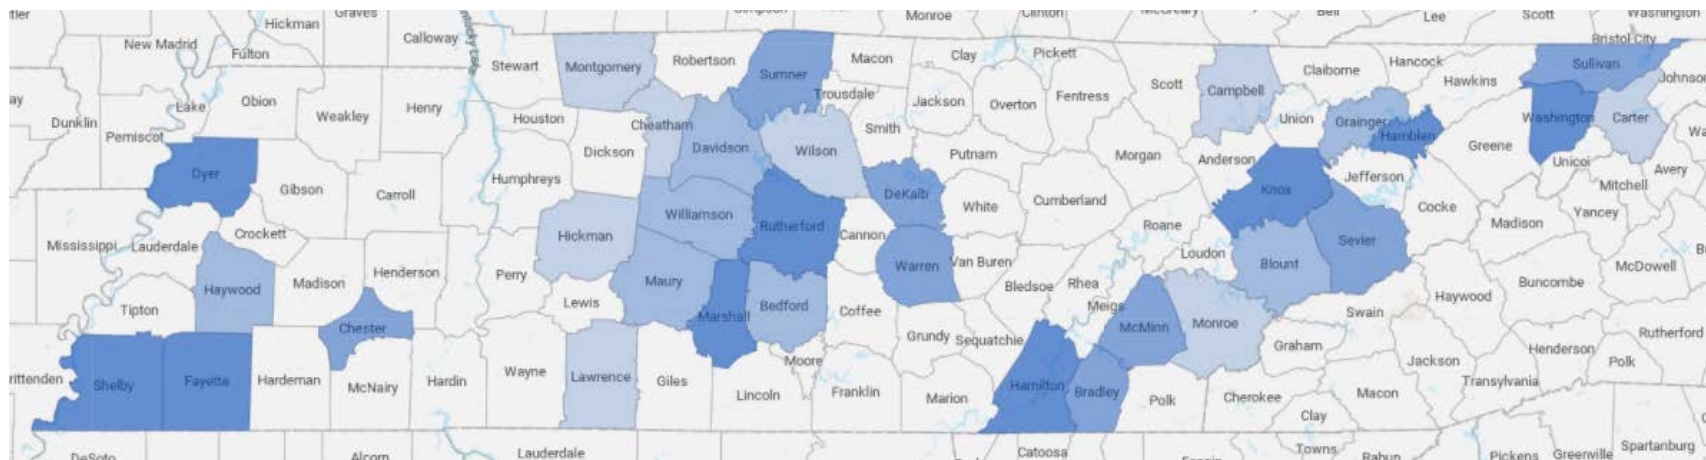 Graves
Simpson
Monroe
Clinton
McCreary
Bell
Lee
Scott
Washington
Hickman
New Madrid
Fulton
Calloway
Kentucky Lake
Stewart
Montgomery
Robertson
Sumner
Macon
Clay
Pickett
Scott
Campbell
Claiborne
Hancock
Hawkins
Bristol City
Sullivan
Johnson
Lake
Obion
Weakley
Henry
Houston
Cheatham
Trousdale
Jackson
Overton
Fentress
Union
Grainger
Hamblen
Washington
Carter
Dunklin
Pemiscot
Dickson
Davidson
Wilson
Smith
Putnam
Morgan
Anderson
Greene
Unicoi
Avery
Dyer
Gibson
Carroll
Humphreys
DeKalb
White
Cumberland
Knox
Jefferson
Mitchell
Mississippi
Lauderdale
Crockett
Hickman
Williamson
Rutherford
Cannon
Roane
Sevier
Cocke
Madison
Yancey
Haywood
Madison
Henderson
Perry
Maury
Warren
Van Buren
Loudon
Blount
Buncombe
McDowell
Tipton
Chester
Lewis
Marshall
Bedford
Coffee
Bledsoe
Rhea
Meigs
McMinn
Monroe
Swain
Haywood
Grundy
Sequatchie
Graham
Henderson
Rutherford
Polk
Shelby
Fayette
Hardeman
McNairy
Hardin
Wayne
Lawrence
Giles
Moore
Lincoln
Franklin
Marion
Hamilton
Bradley
Polk
Cherokee
Macon
Jackson
Transylvania
Clay
DeSoto
Alcorn
Lauderdale
Catoosa
Towns
Rabun
Pickens
Greenville
Spartanburg